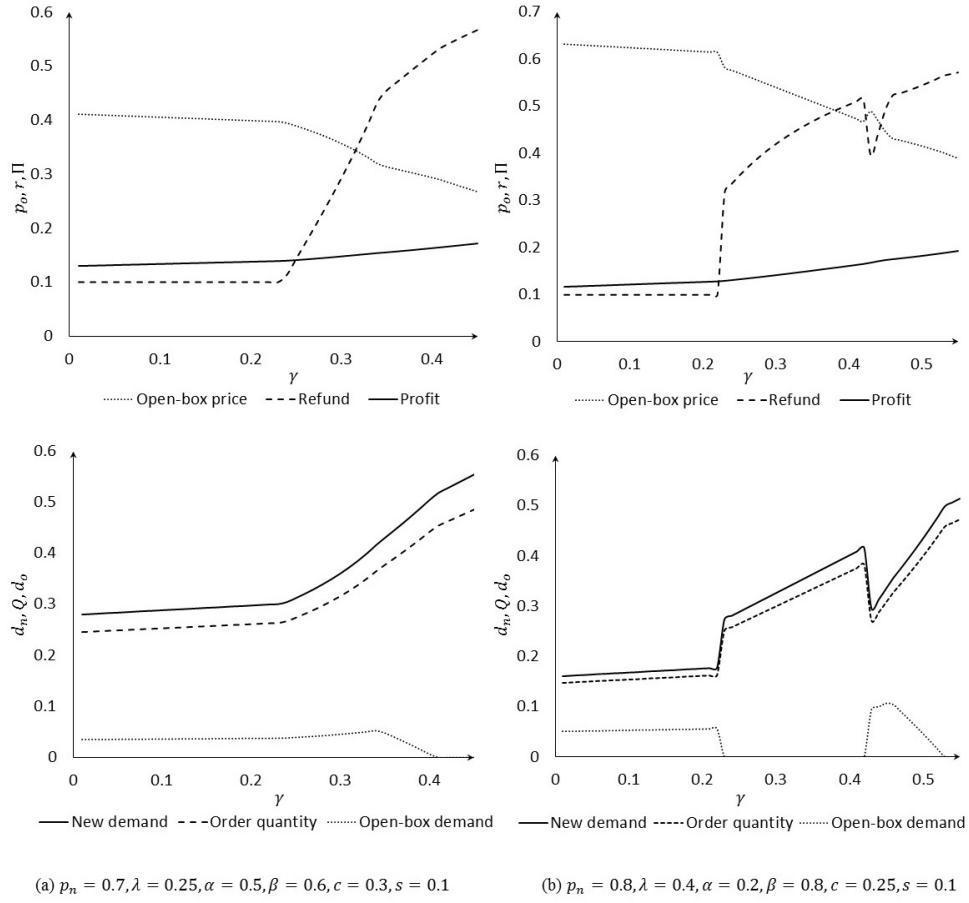 0.6
0.5
0.4
0.3
0.2
0.1
0
p_o, r, Π
0 0.1 0.2 0.3 0.4
γ
Open-box price Refund Profit
0.7
0.6
0.5
0.4
0.3
0.2
0.1
0
p_o, r, Π
0 0.1 0.2 0.3 0.4 0.5
γ
Open-box price Refund Profit
0.6
0.5
0.4
0.3
0.2
0.1
0
d_n, Q, d_o
0 0.1 0.2 0.3 0.4
γ
New demand Order quantity Open-box demand
0.6
0.5
0.4
0.3
0.2
0.1
0
d_n, Q, d_o
0 0.1 0.2 0.3 0.4 0.5
γ
New demand Order quantity Open-box demand
(a) p_n = 0.7, λ = 0.25, α = 0.5, β = 0.6, c = 0.3, s = 0.1
(b) p_n = 0.8, λ = 0.4, α = 0.2, β = 0.8, c = 0.25, s = 0.1